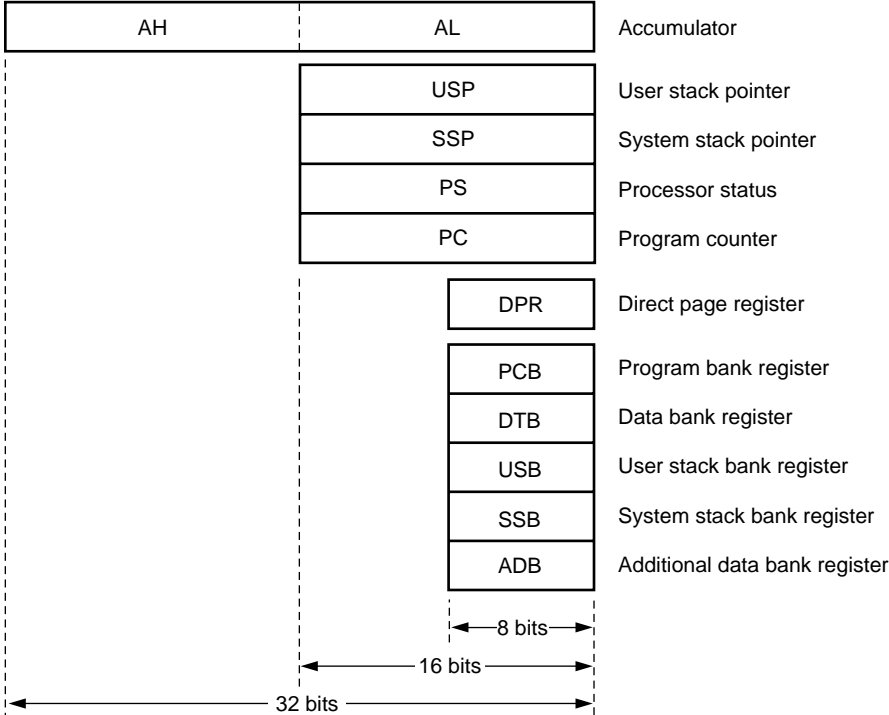 AH AL Accumulator
USP User stack pointer
SSP System stack pointer
PS Processor status
PC Program counter
DPR Direct page register
PCB Program bank register
DTB Data bank register
USB User stack bank register
SSB System stack bank register
ADB Additional data bank register
8 bits
16 bits
32 bits